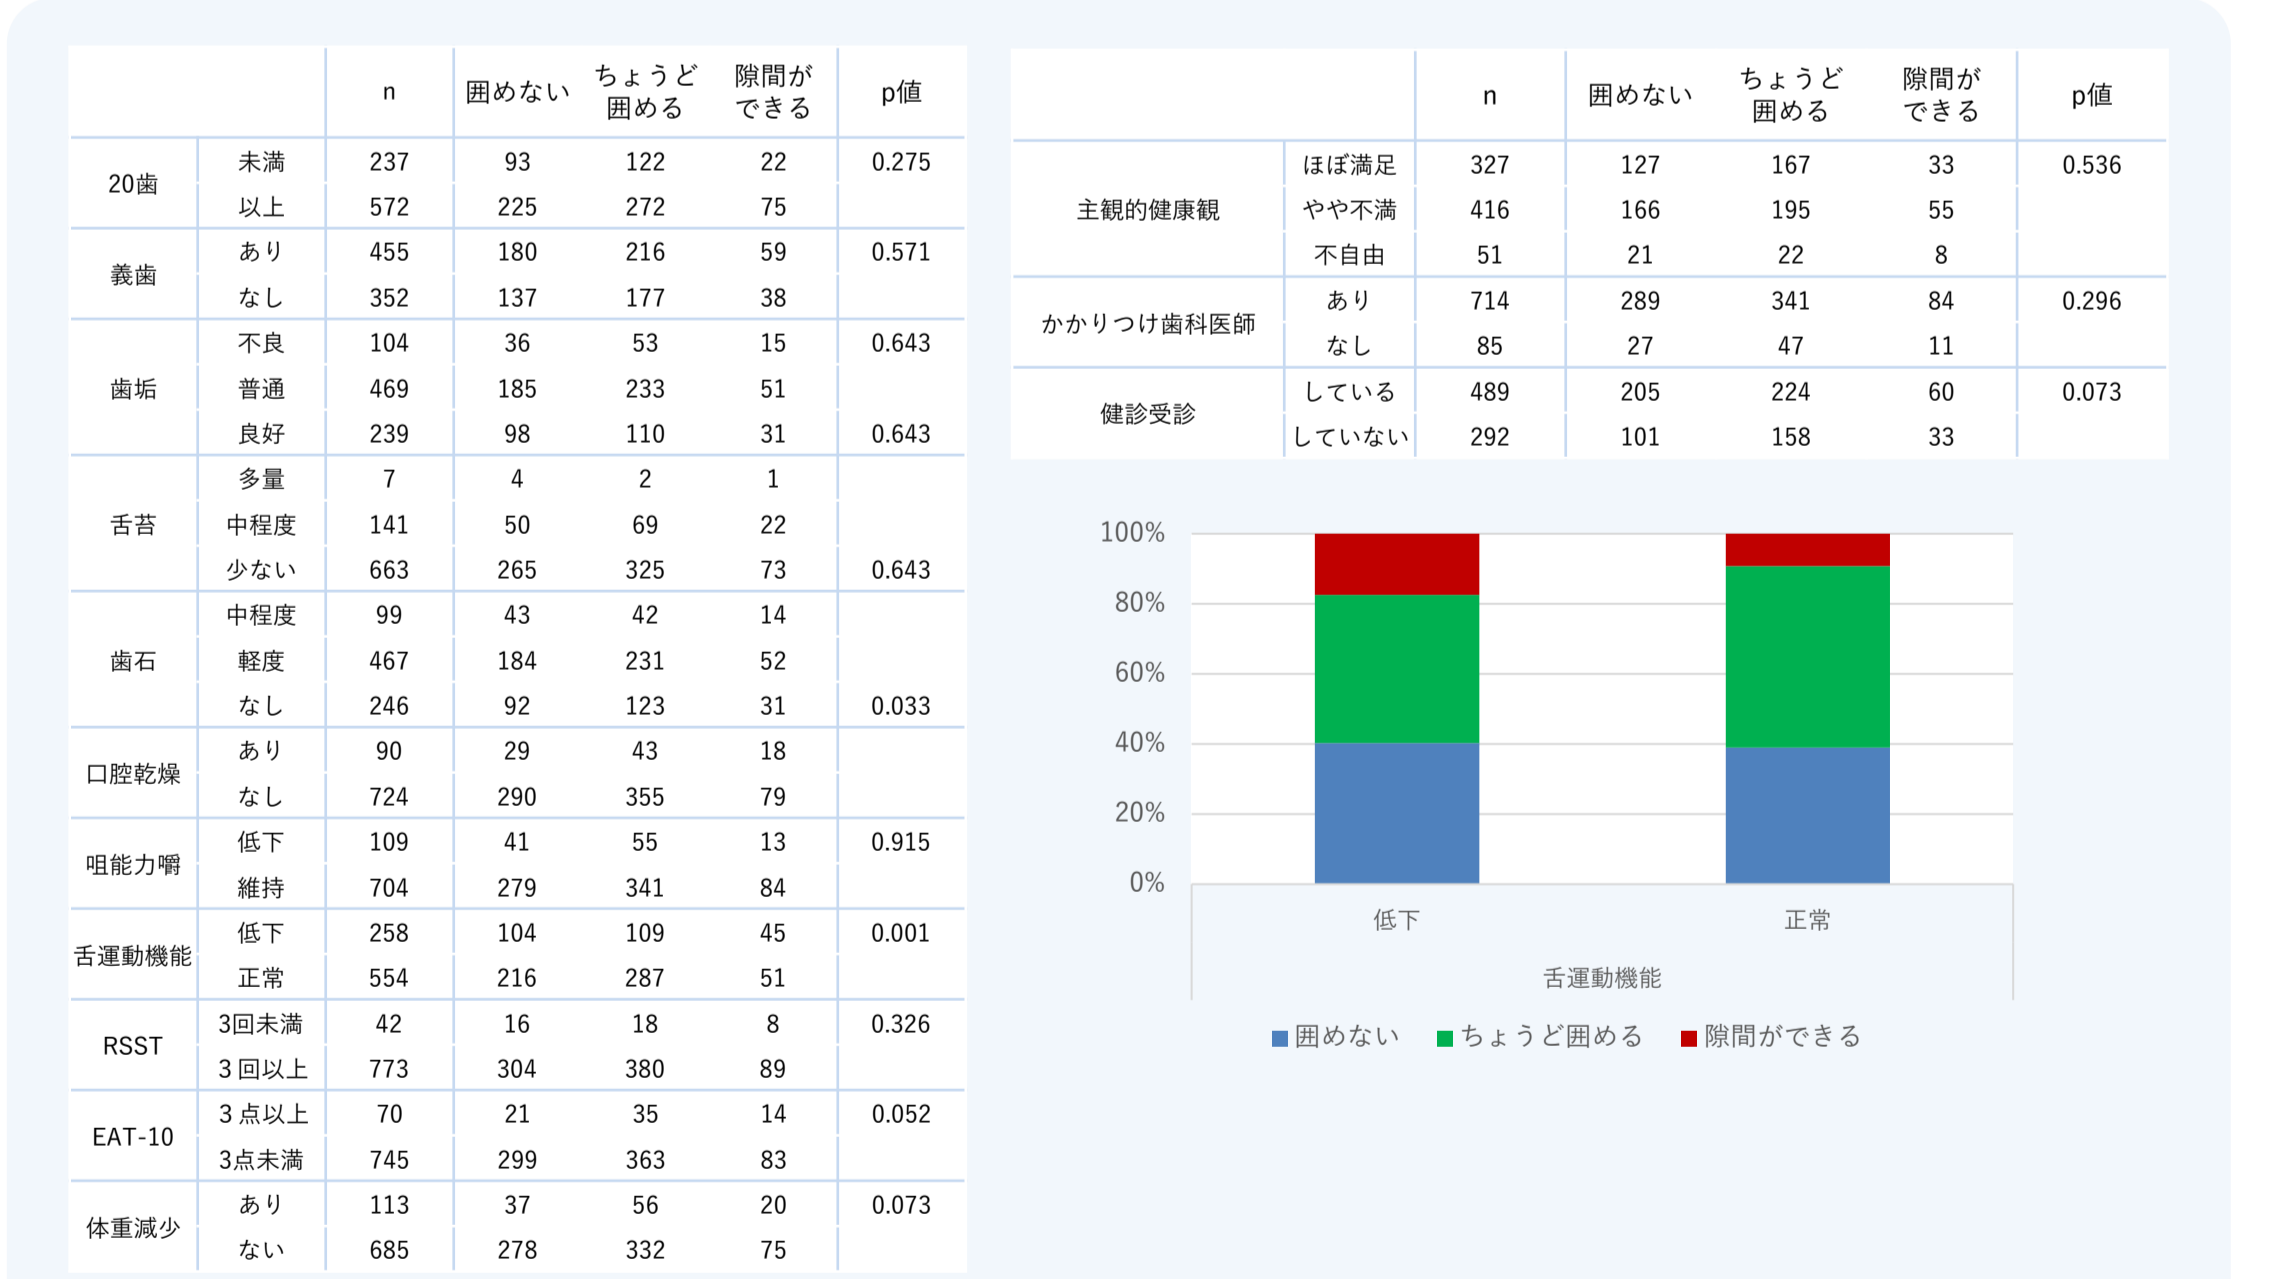 n 囲めない ちょうど 囲める 隙間が できる p値
20歯 未満 237 93 122 22 0.275
以上 572 225 272 75
義歯 あり 455 180 216 59 0.571
なし 352 137 177 38
歯垢 不良 104 36 53 15 0.643
普通 469 185 233 51
良好 239 98 110 31 0.643
舌苔 多量 7 4 2 1
中程度 141 50 69 22
少ない 663 265 325 73 0.643
歯石 中程度 99 43 42 14
軽度 467 184 231 52
なし 246 92 123 31 0.033
口腔乾燥 あり 90 29 43 18
なし 724 290 355 79
咀能力嚼 低下 109 41 55 13 0.915
維持 704 279 341 84
舌運動機能 低下 258 104 109 45 0.001
正常 554 216 287 51
RSST 3回未満 42 16 18 8 0.326
３回以上 773 304 380 89
EAT-10 ３点以上 70 21 35 14 0.052
3点未満 745 299 363 83
体重減少 あり 113 37 56 20 0.073
ない 685 278 332 75
n 囲めない ちょうど 囲める 隙間が できる p値
主観的健康観 ほぼ満足 327 127 167 33 0.536
やや不満 416 166 195 55
不自由 51 21 22 8
かかりつけ歯科医師 あり 714 289 341 84 0.296
なし 85 27 47 11
健診受診 している 489 205 224 60 0.073
していない 292 101 158 33
100%
80%
60%
40%
20%
0%
低下 正常
舌運動機能
囲めない ちょうど囲める 隙間ができる